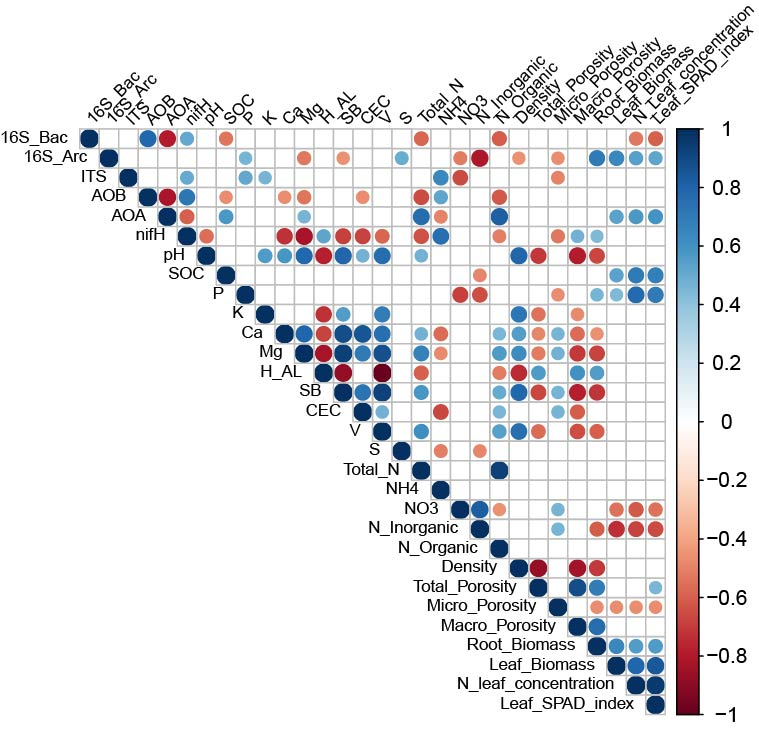 16S_Bac
16S_Arc
ITS
AOB
AOA
nifH
pH
SOC
P
K
Ca
Mg
H_AL
SB
CEC
V
S
Total_N
NH4
NO3
N_Inorganic
N_Organic
Density
Total_Porosity
Micro_Porosity
Macro_Porosity
Root_Biomass
Leaf_Biomass
N_Leaf_concentration
Leaf_SPAD_index
16S_Bac
16S_Arc
ITS
AOB
AOA
nifH
pH
SOC
P
K
Ca
Mg
H_AL
SB
CEC
V
S
Total_N
NH4
NO3
N_Inorganic
N_Organic
Density
Total_Porosity
Micro_Porosity
Macro_Porosity
Root_Biomass
Leaf_Biomass
N_leaf_concentration
Leaf_SPAD_index
1
0.8
0.6
0.4
0.2
0
−0.2
−0.4
−0.6
−0.8
−1